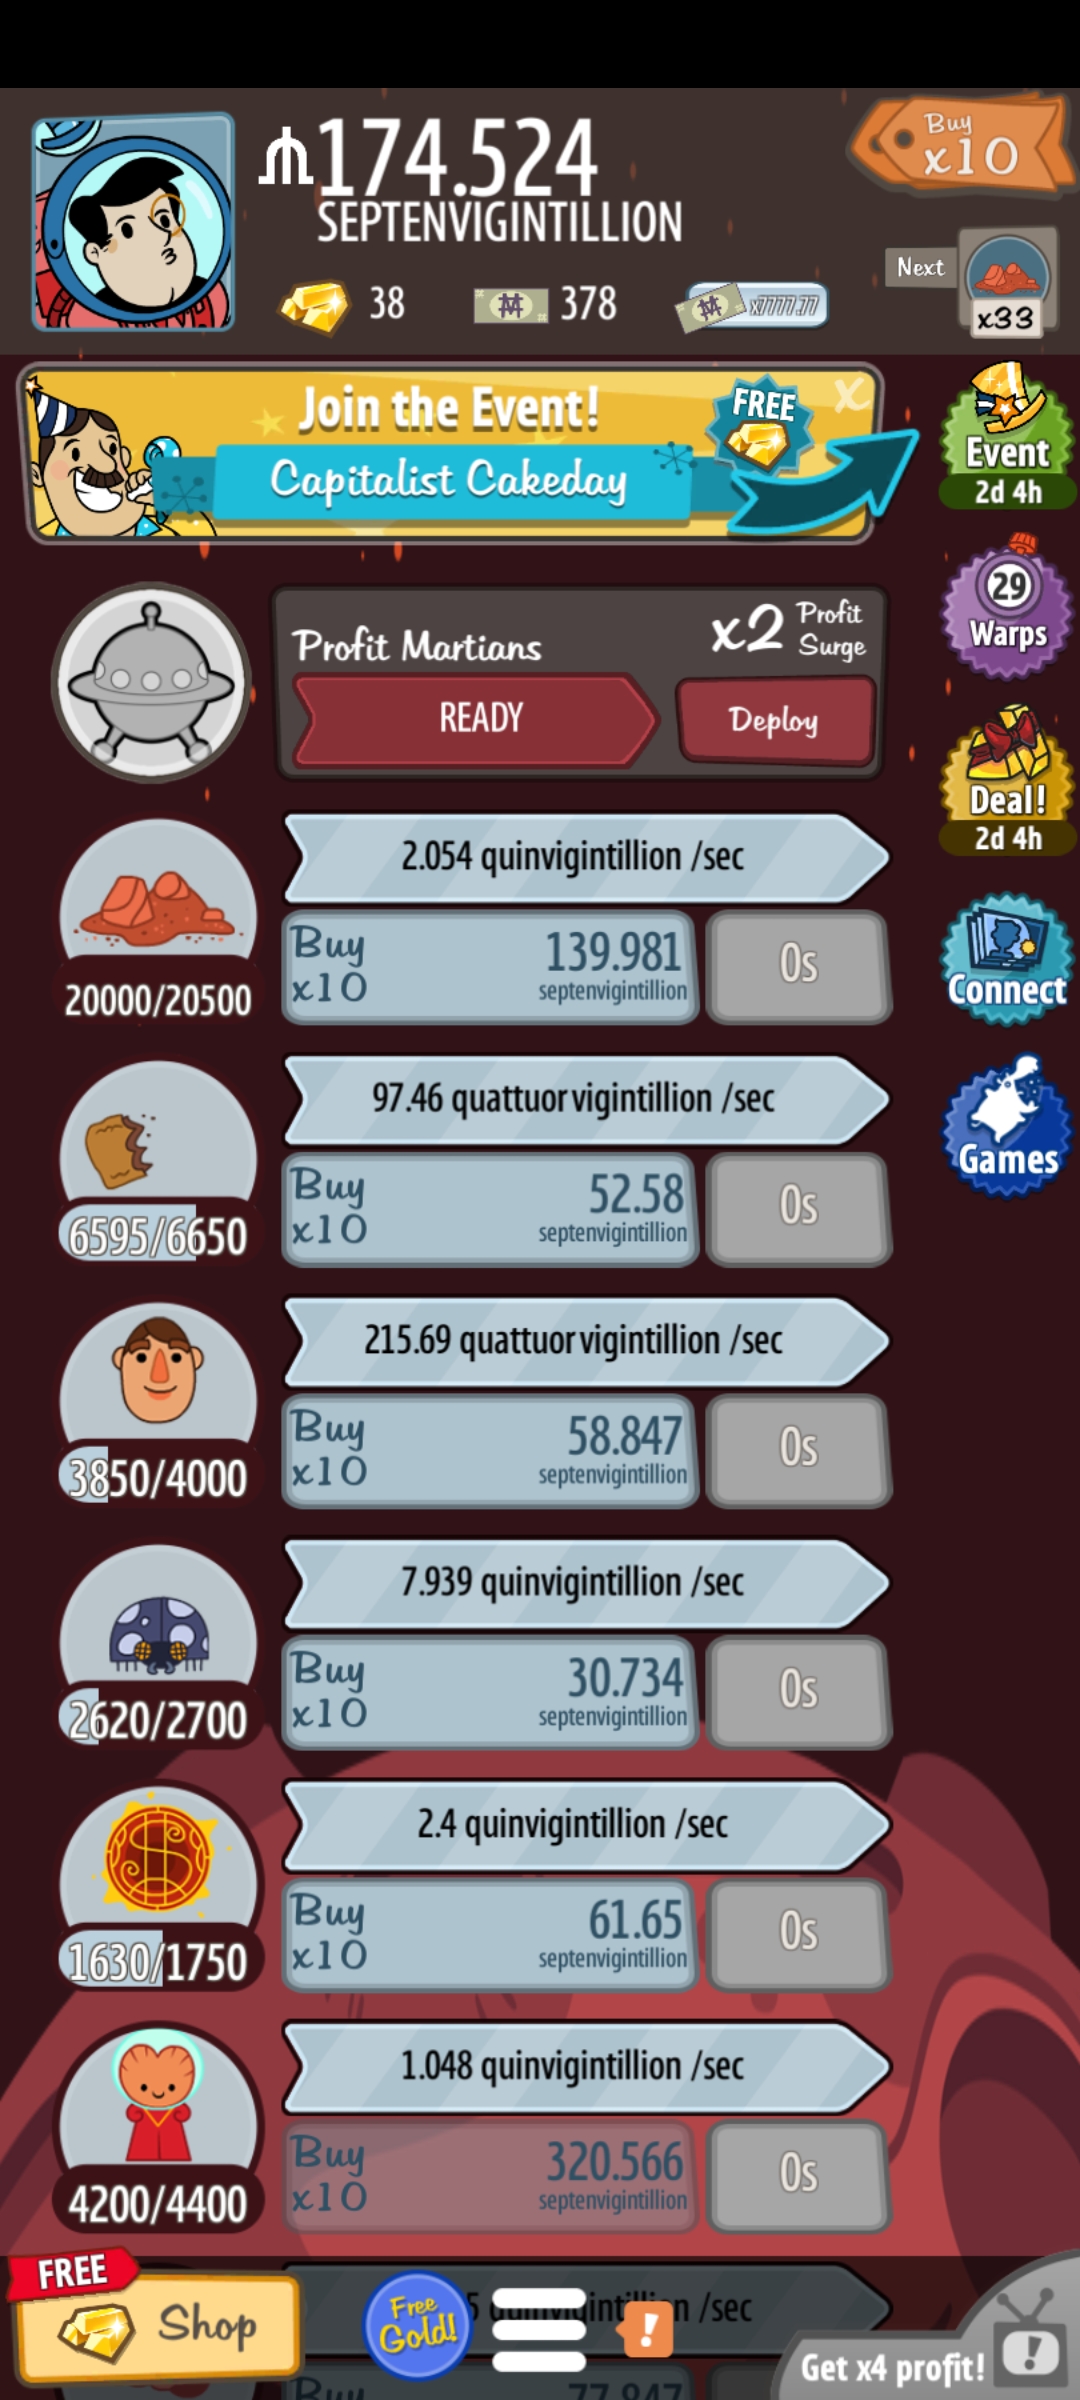 174.524
SEPTENVIGINTILLION
Buy
x10
38
378
x7777.77
Next
x33
Join the Event!
FREE
x
Capitalist Cakeday
Event
2d 4h
29
Warps
Profit Martians
x2 Profit Surge
READY
Deploy
Deal!
2d 4h
2.054 quinvigintillion /sec
20000/20500
Buy
x10
139.981
septenvigintillion
0s
Connect
97.46 quattuorvigintillion /sec
6595/6650
Buy
x10
52.58
septenvigintillion
0s
Games
215.69 quattuorvigintillion /sec
3850/4000
Buy
x10
58.847
septenvigintillion
0s
7.939 quinvigintillion /sec
2620/2700
Buy
x10
30.734
septenvigintillion
0s
2.4 quinvigintillion /sec
1630/1750
Buy
x10
61.65
septenvigintillion
0s
1.048 quinvigintillion /sec
4200/4400
Buy
x10
320.566
septenvigintillion
0s
FREE
Shop
Free
Gold!
!
/sec
Get x4 profit!
!
Buy
77.847